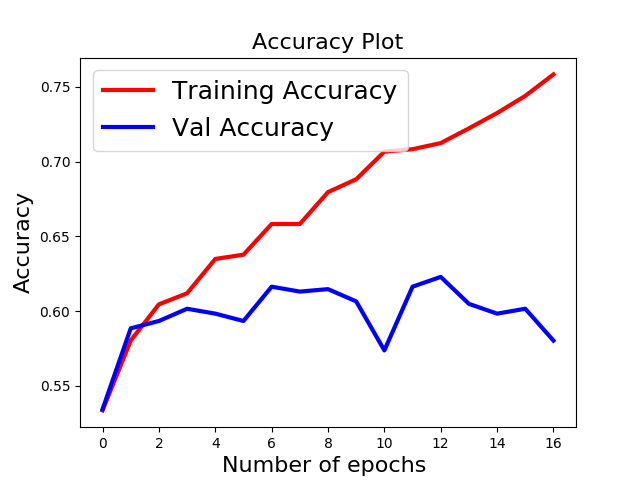 Accuracy Plot
Training Accuracy
Val Accuracy
Accuracy
0.75
0.70
0.65
0.60
0.55
0 2 4 6 8 10 12 14 16
Number of epochs